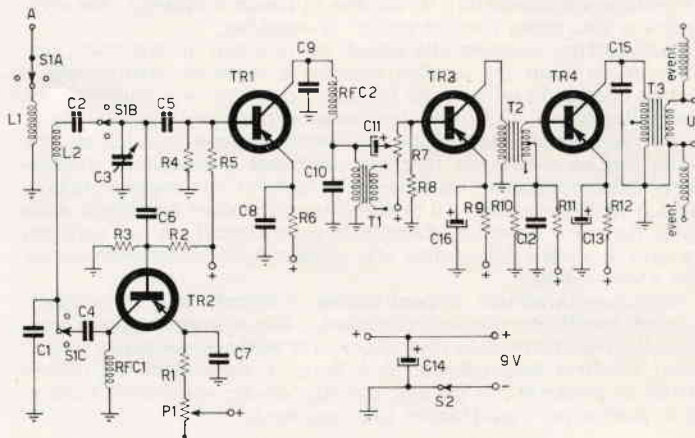 A
S1A
L1
C2
S1B
C5
L2
C3
R4
R5
TR1
C9
RFC2
C10
C11
T1
R7
R8
TR3
T2
TR4
C15
T3
event.
U
event.
C6
R3
R2
+
C8
R6
+
+
C16
+
R9
+
R10
C12
R11
+
C13
+
R12
+
TR2
C1
S1C
C4
RFC1
R1
C7
P1
+
+
+
+
C14
9V
S2
-